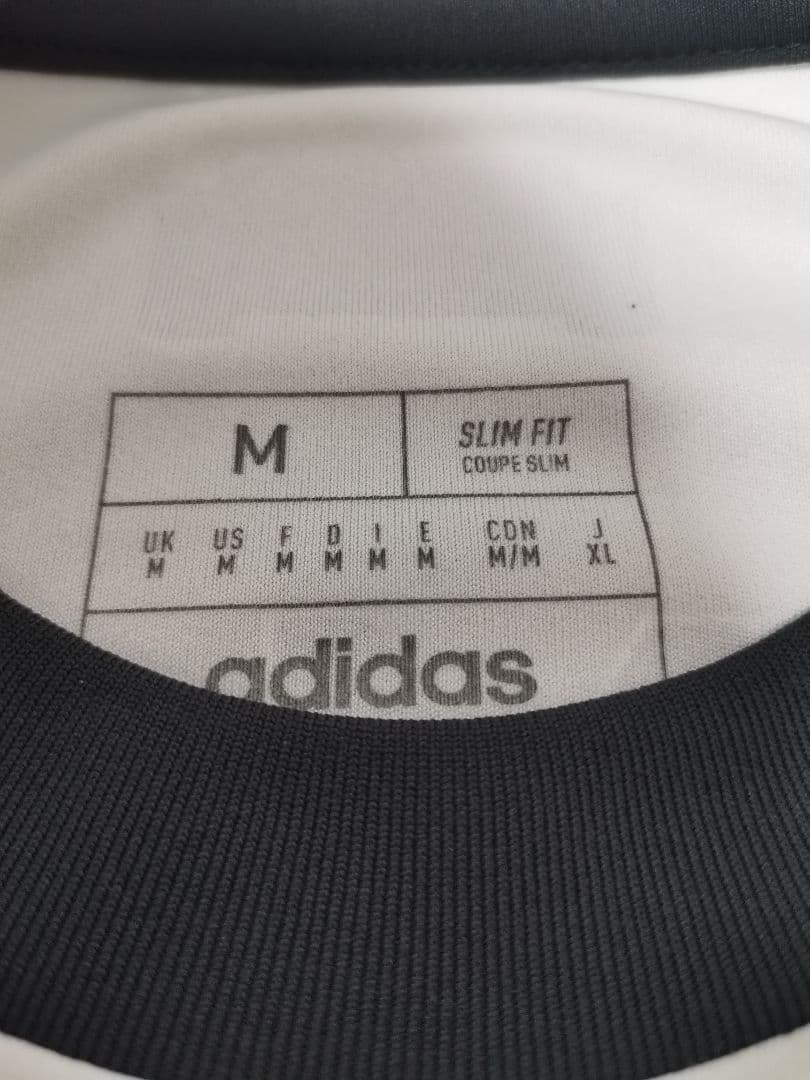 M
SLIM FIT
COUPE SLIM
UK US F D I E CDN J
M M M M M M M/M XL
adidas